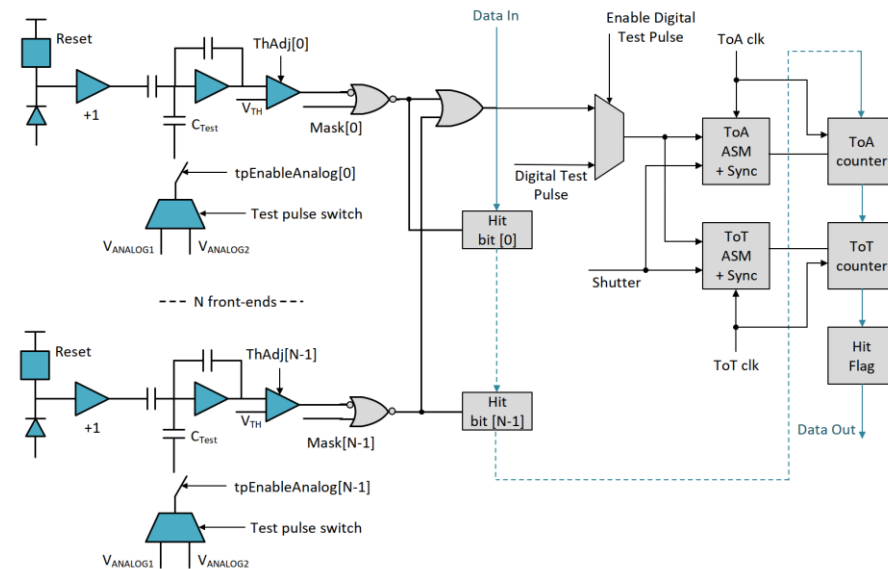 Data In
Enable Digital
Test Pulse
ToA clk
Reset
ThAdj[0]
+1
V_TH
C_Test
Mask[0]
Digital Test
Pulse
ToA
ASM
+ Sync
ToA
counter
tpEnableAnalog[0]
Test pulse switch
V_ANALOG1 V_ANALOG2
Hit
bit [0]
ToT
ASM
+ Sync
ToT
counter
Shutter
N front-ends
ToT clk
Hit
Flag
Reset
ThAdj[N-1]
+1
V_TH
C_Test
Mask[N-1]
Hit
bit [N-1]
Data Out
tpEnableAnalog[N-1]
Test pulse switch
V_ANALOG1 V_ANALOG2